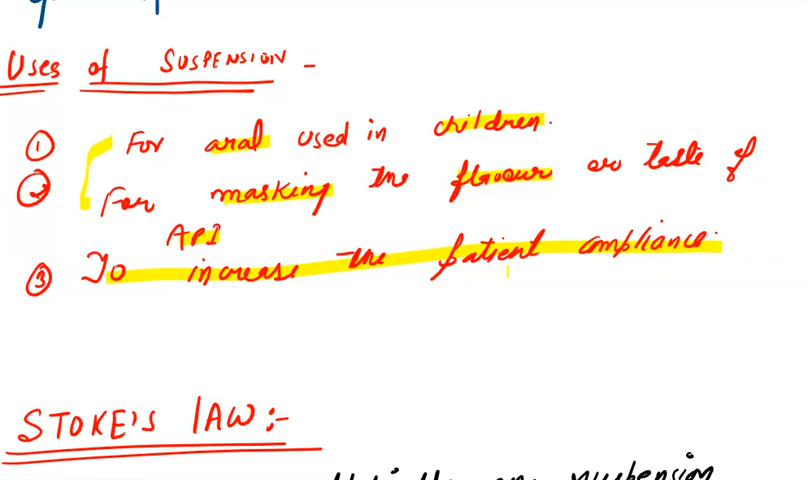 Uses of SUSPENSION -
① For oral used in children.
② For masking the flavour or taste of
API
③ To increase the patient compliance.
STOKE'S LAW :-